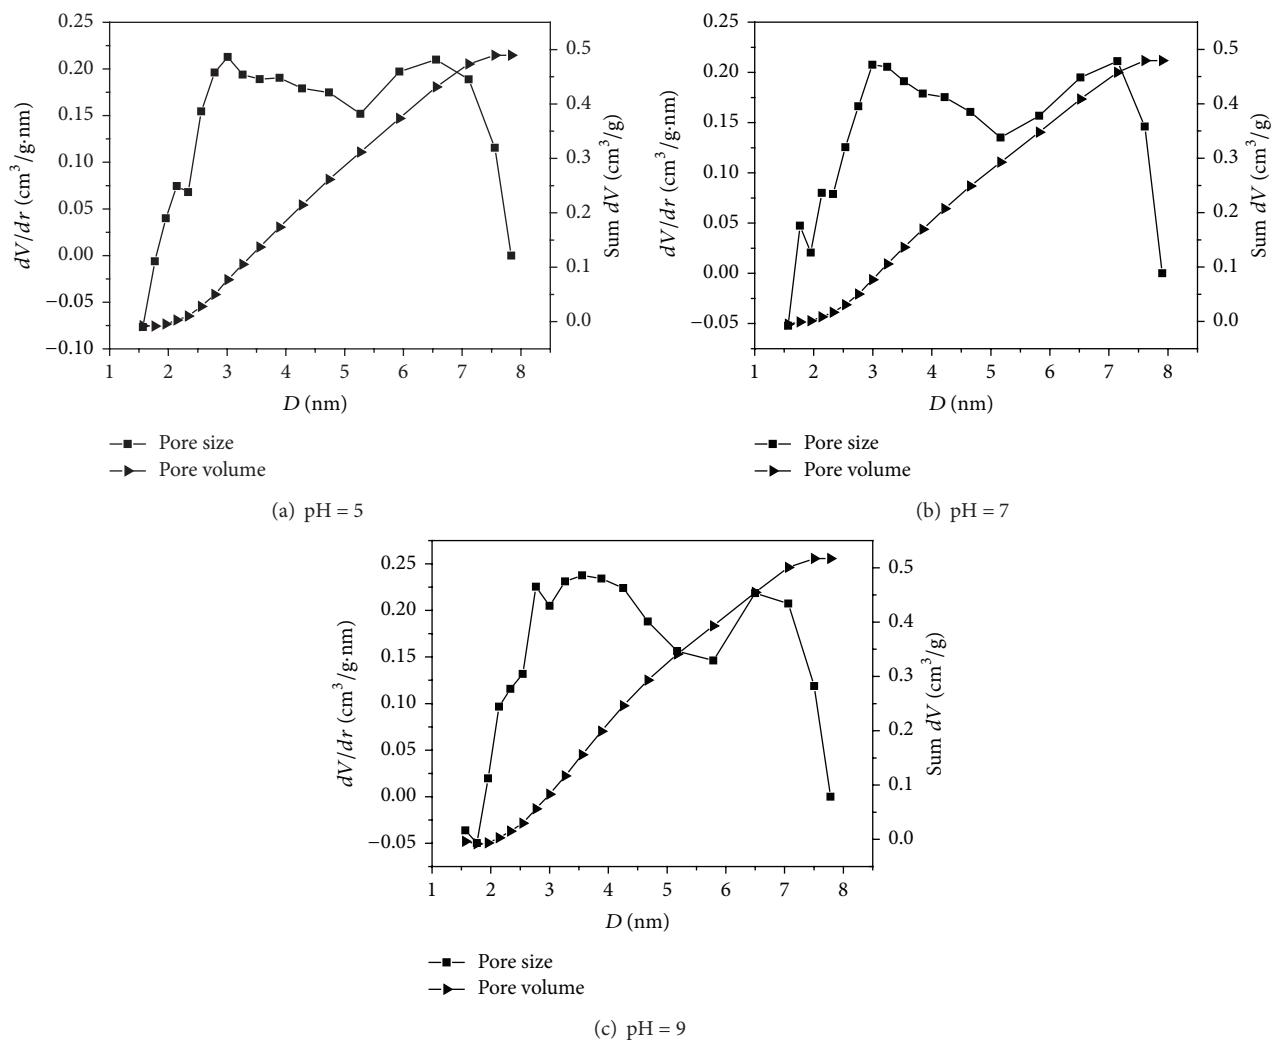 0.25
0.20
0.15
0.10
0.05
0.00
−0.05
−0.10
dV/dr (cm³/g·nm)
0.5
0.4
0.3
0.2
0.1
0.0
Sum dV (cm³/g)
1 2 3 4 5 6 7 8
D (nm)
Pore size
Pore volume
(a) pH = 5
0.25
0.20
0.15
0.10
0.05
0.00
−0.05
dV/dr (cm³/g·nm)
0.5
0.4
0.3
0.2
0.1
0.0
Sum dV (cm³/g)
1 2 3 4 5 6 7 8
D (nm)
Pore size
Pore volume
(b) pH = 7
0.25
0.20
0.15
0.10
0.05
0.00
−0.05
dV/dr (cm³/g·nm)
0.5
0.4
0.3
0.2
0.1
0.0
Sum dV (cm³/g)
1 2 3 4 5 6 7 8
D (nm)
Pore size
Pore volume
(c) pH = 9